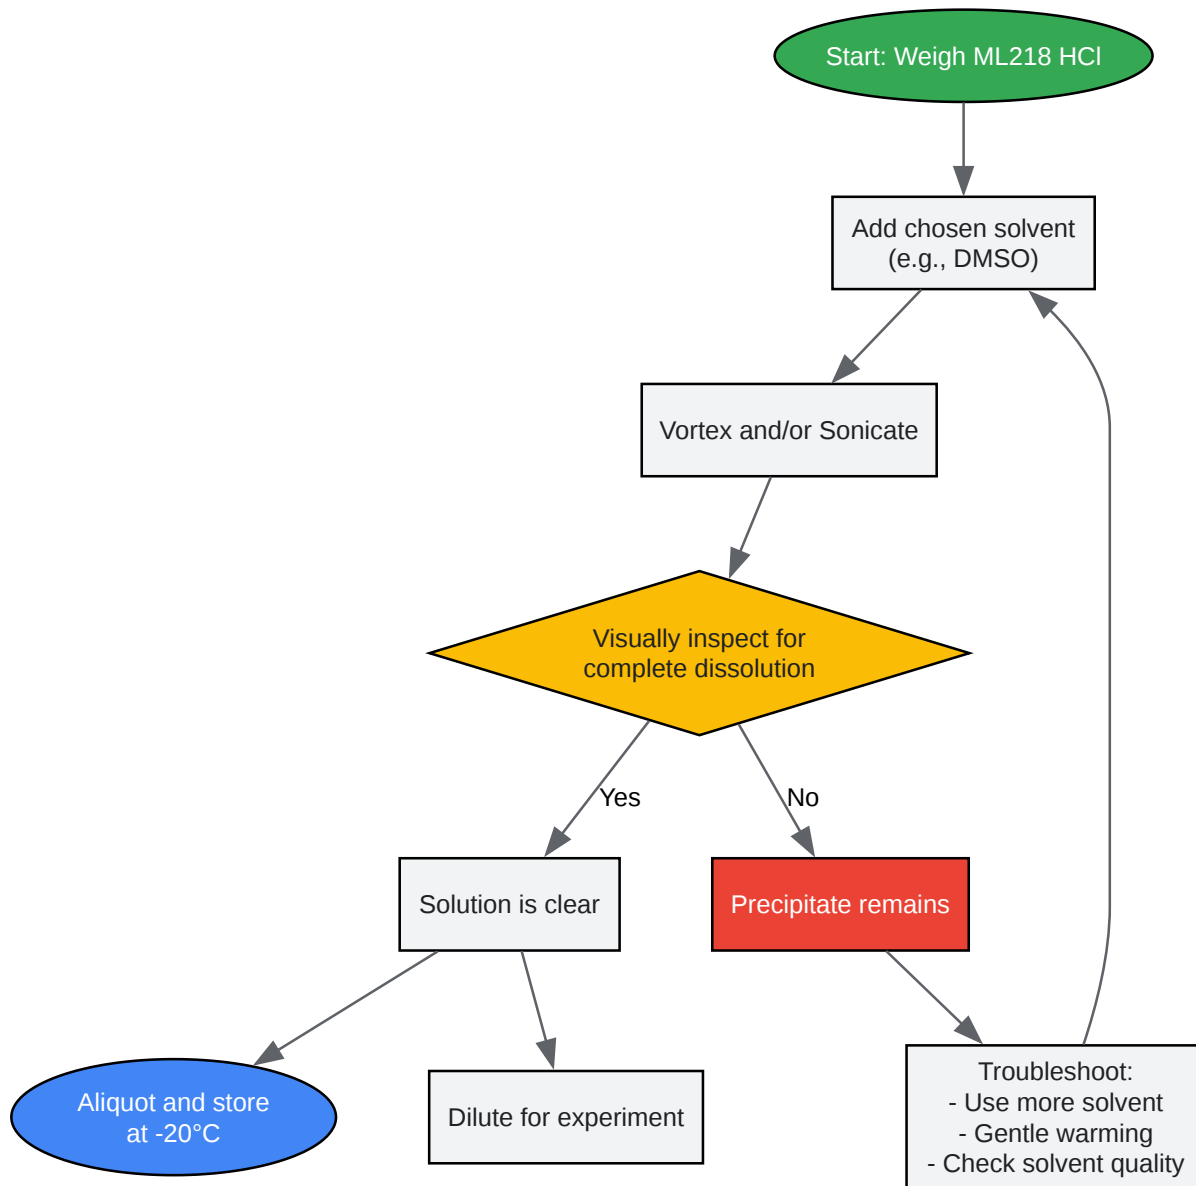 Start: Weigh ML218 HCl
Add chosen solvent
(e.g., DMSO)
Vortex and/or Sonicate
Visually inspect for
complete dissolution
Yes
No
Solution is clear
Precipitate remains
Aliquot and store
at -20°C
Dilute for experiment
Troubleshoot:
- Use more solvent
- Gentle warming
- Check solvent quality